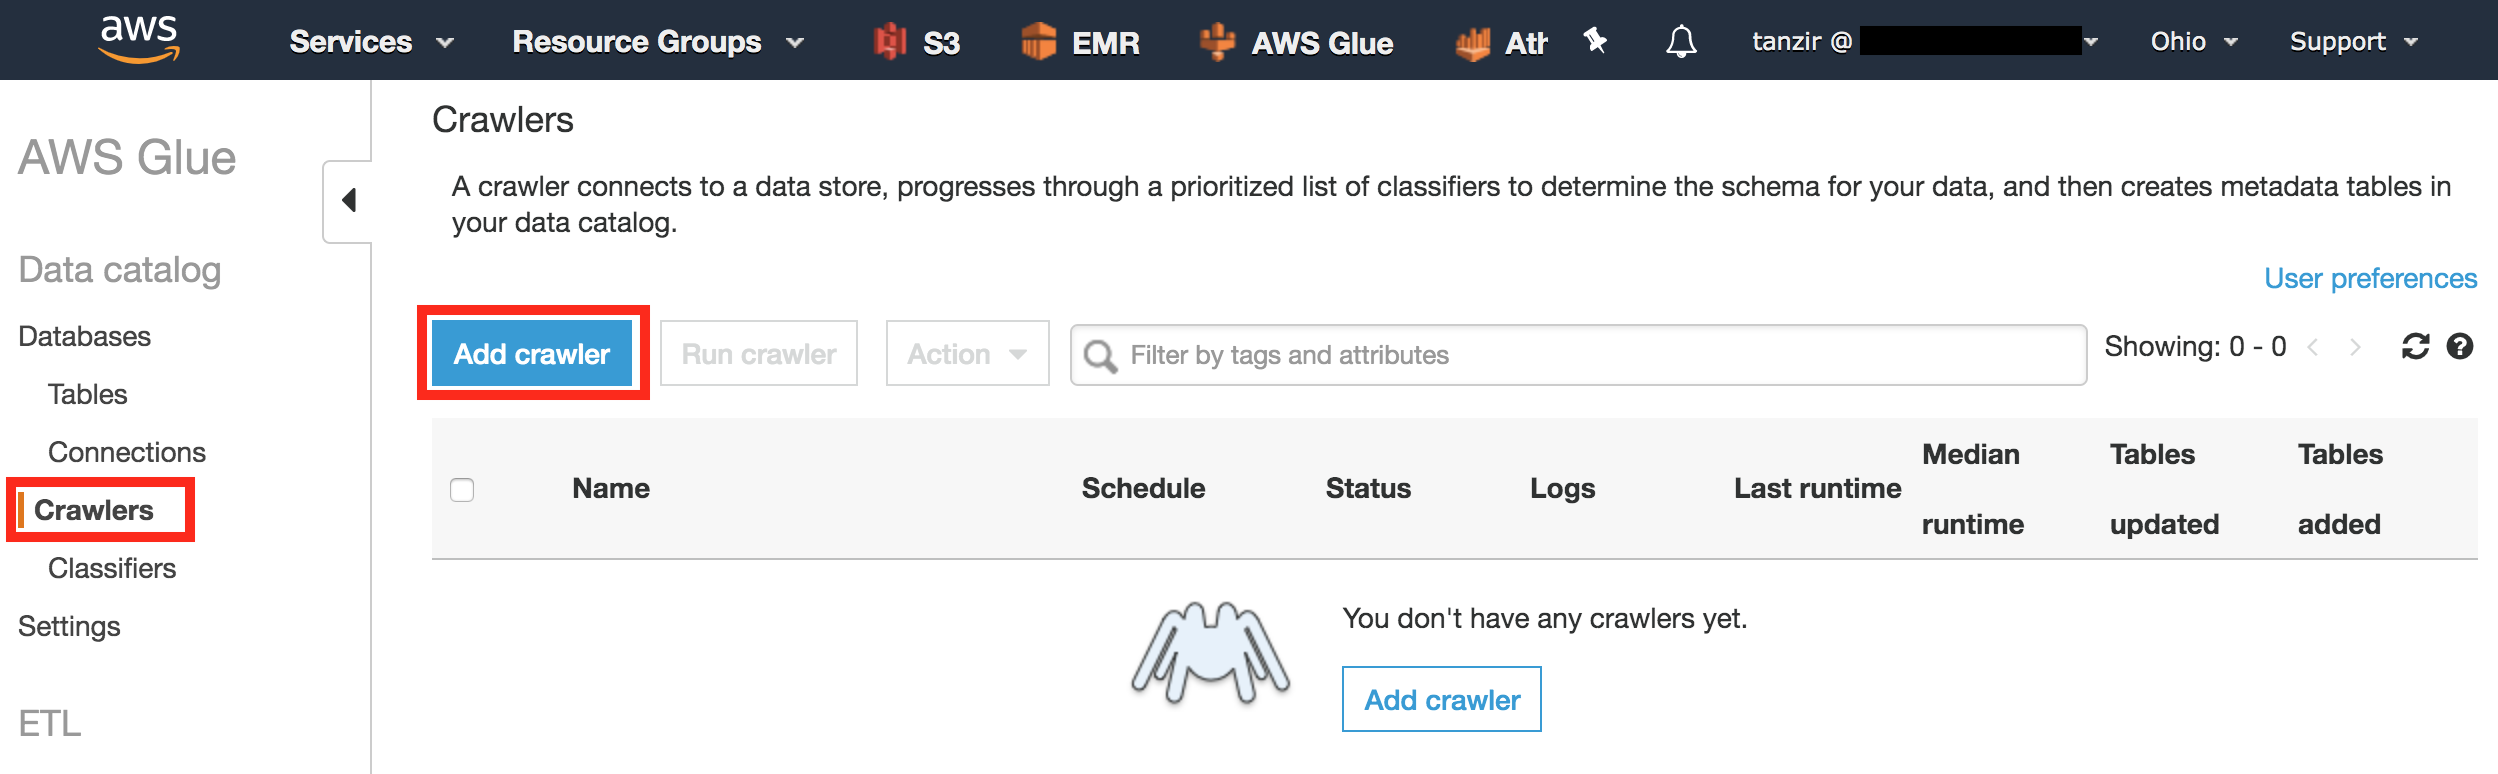 aws
Services
Resource Groups
S3
EMR
AWS Glue
Ath
tanzir @
Ohio
Support
AWS Glue
Data catalog
Databases
Tables
Connections
Crawlers
Classifiers
Settings
ETL
Crawlers
A crawler connects to a data store, progresses through a prioritized list of classifiers to determine the schema for your data, and then creates metadata tables in
your data catalog.
User preferences
Add crawler
Run crawler
Action
Filter by tags and attributes
Showing: 0 - 0
Name
Schedule
Status
Logs
Last runtime
Median
runtime
Tables
updated
Tables
added
You don't have any crawlers yet.
Add crawler